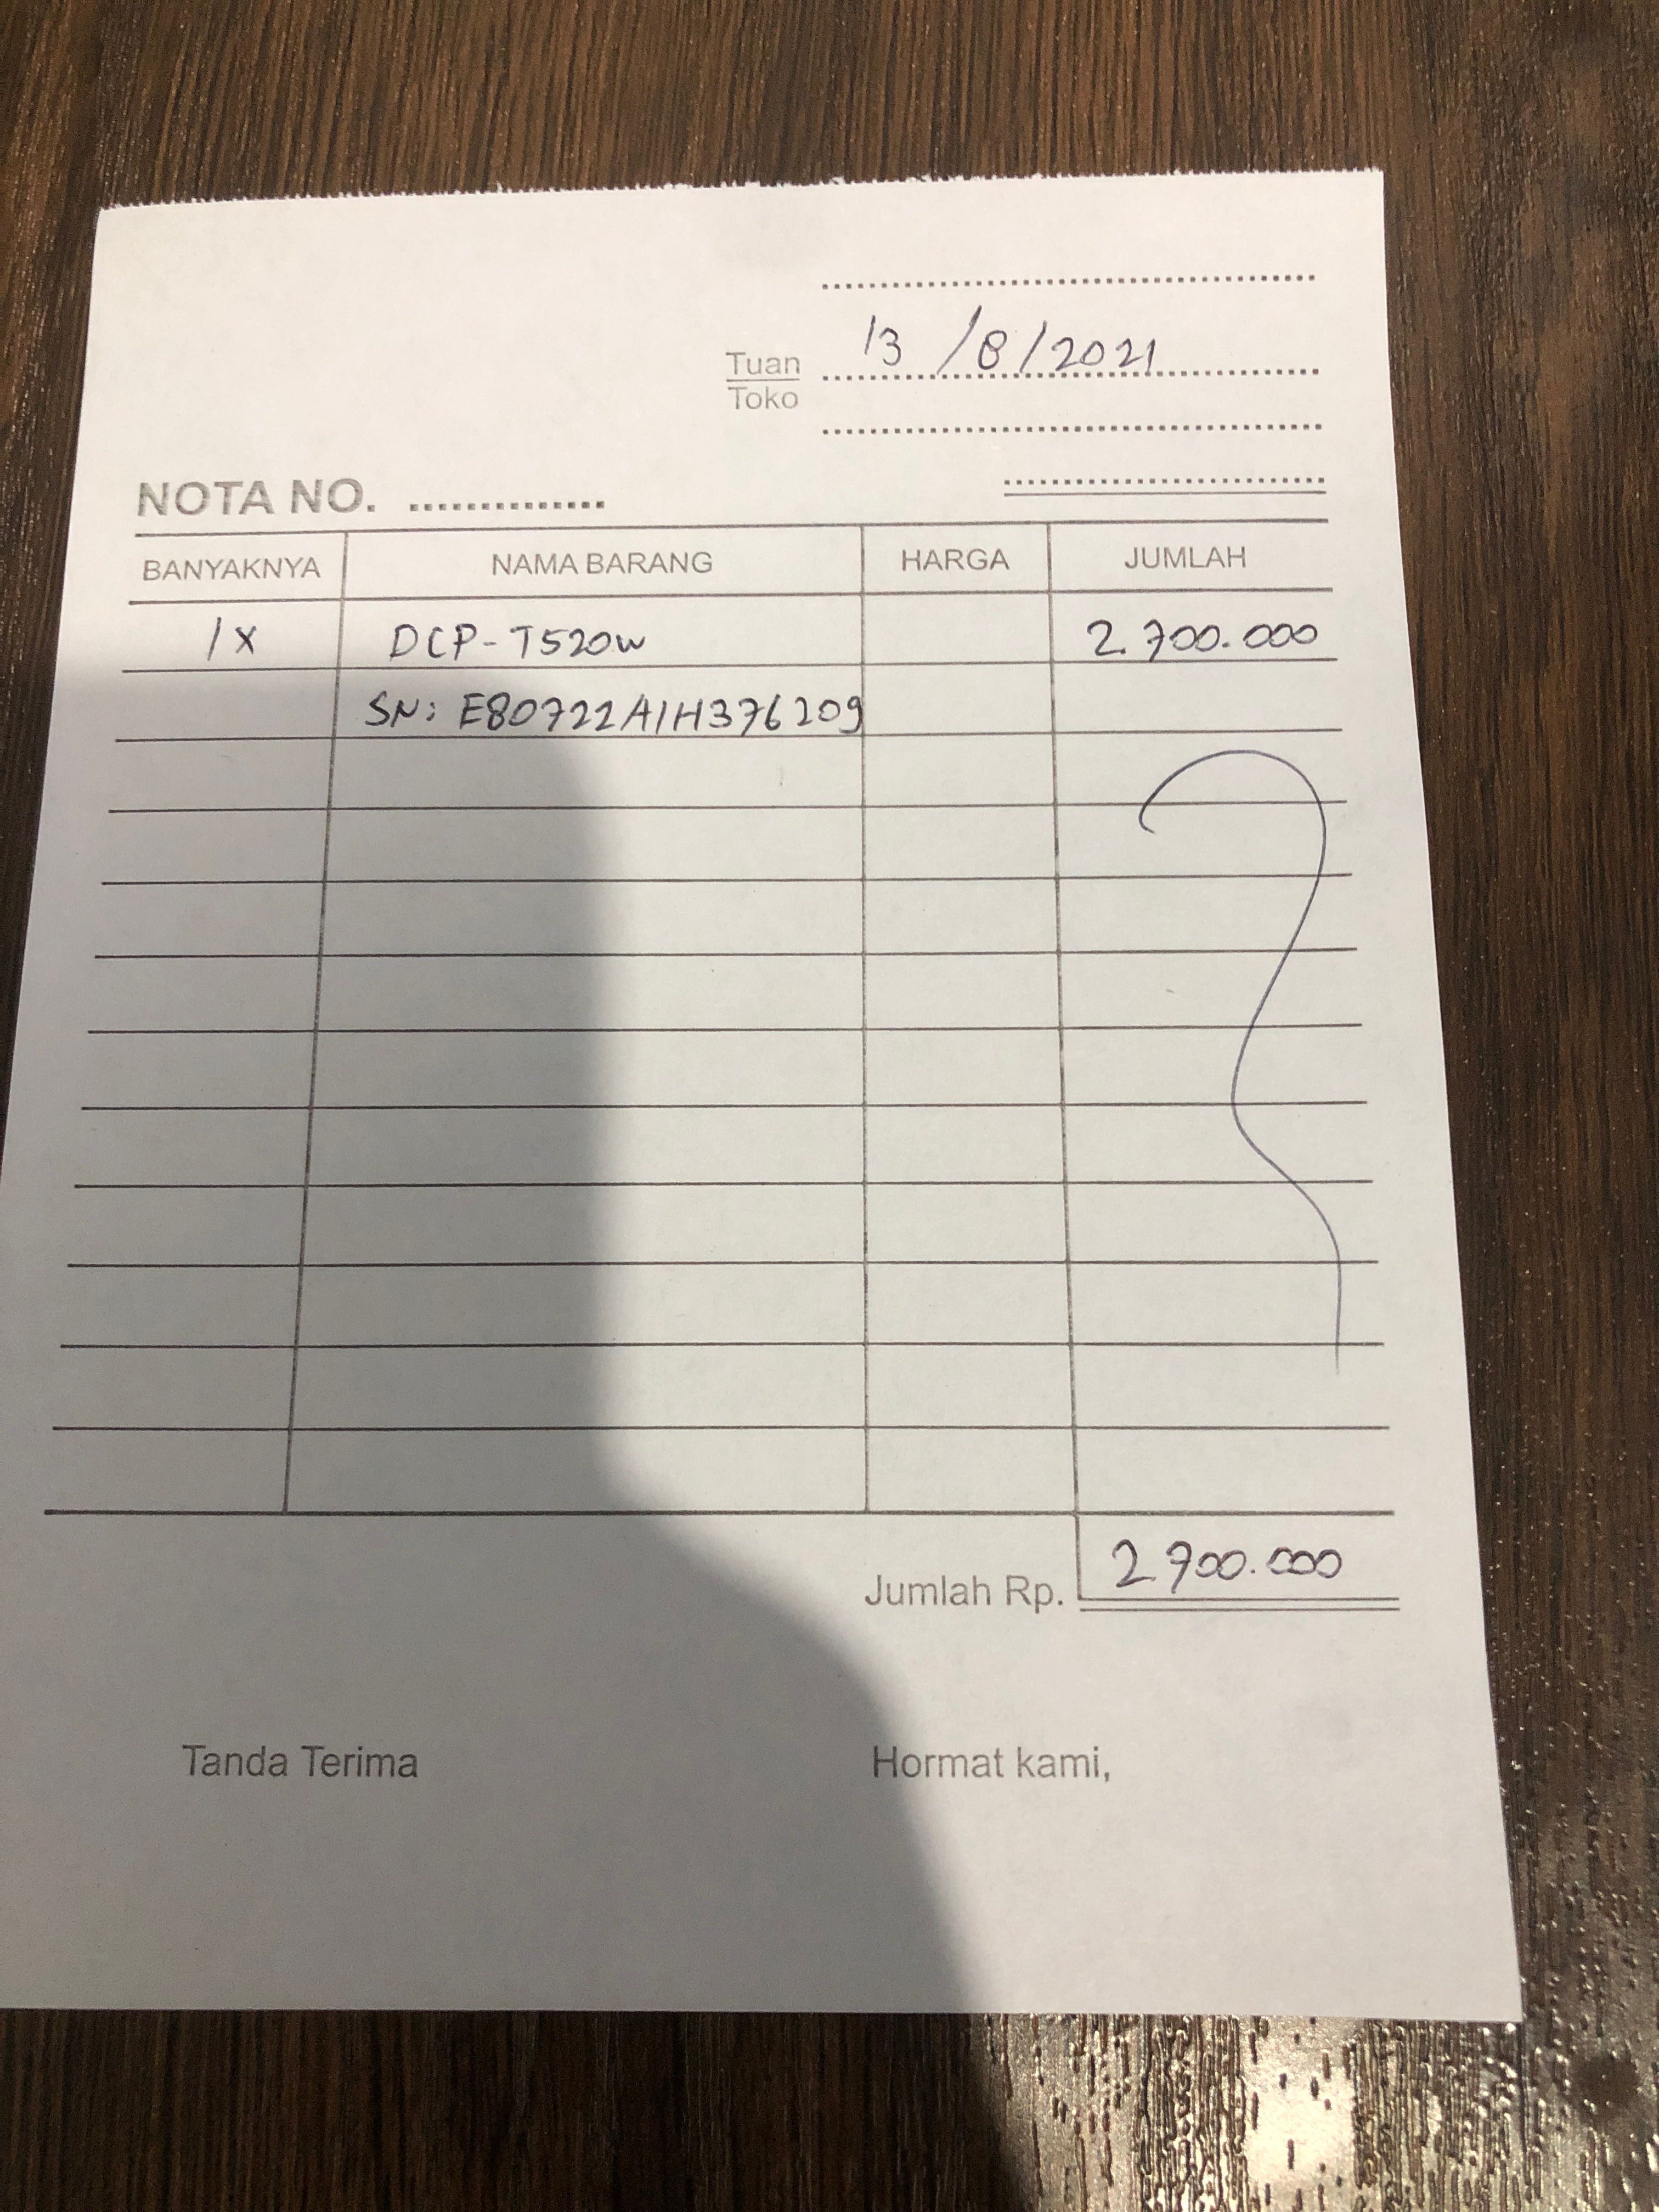 13/8/2021
Tuan
Toko
NOTA NO.
BANYAKNYA NAMA BARANG HARGA JUMLAH
1x DCP-T520W 2.700.000
SN: E80722A1H376209
Jumlah Rp. 2.700.000
Tanda Terima Hormat kami,